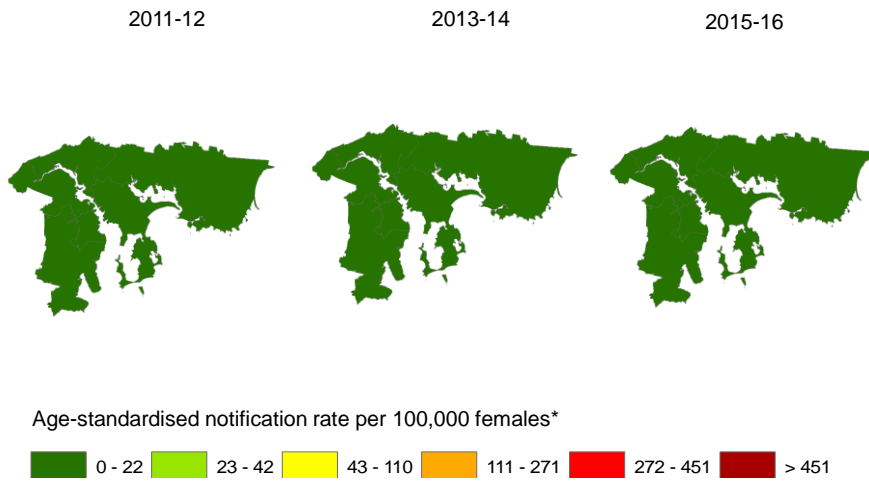 2011-12 2013-14 2015-16
Age-standardised notification rate per 100,000 females*
0 - 22 23 - 42 43 - 110 111 - 271 272 - 451 > 451